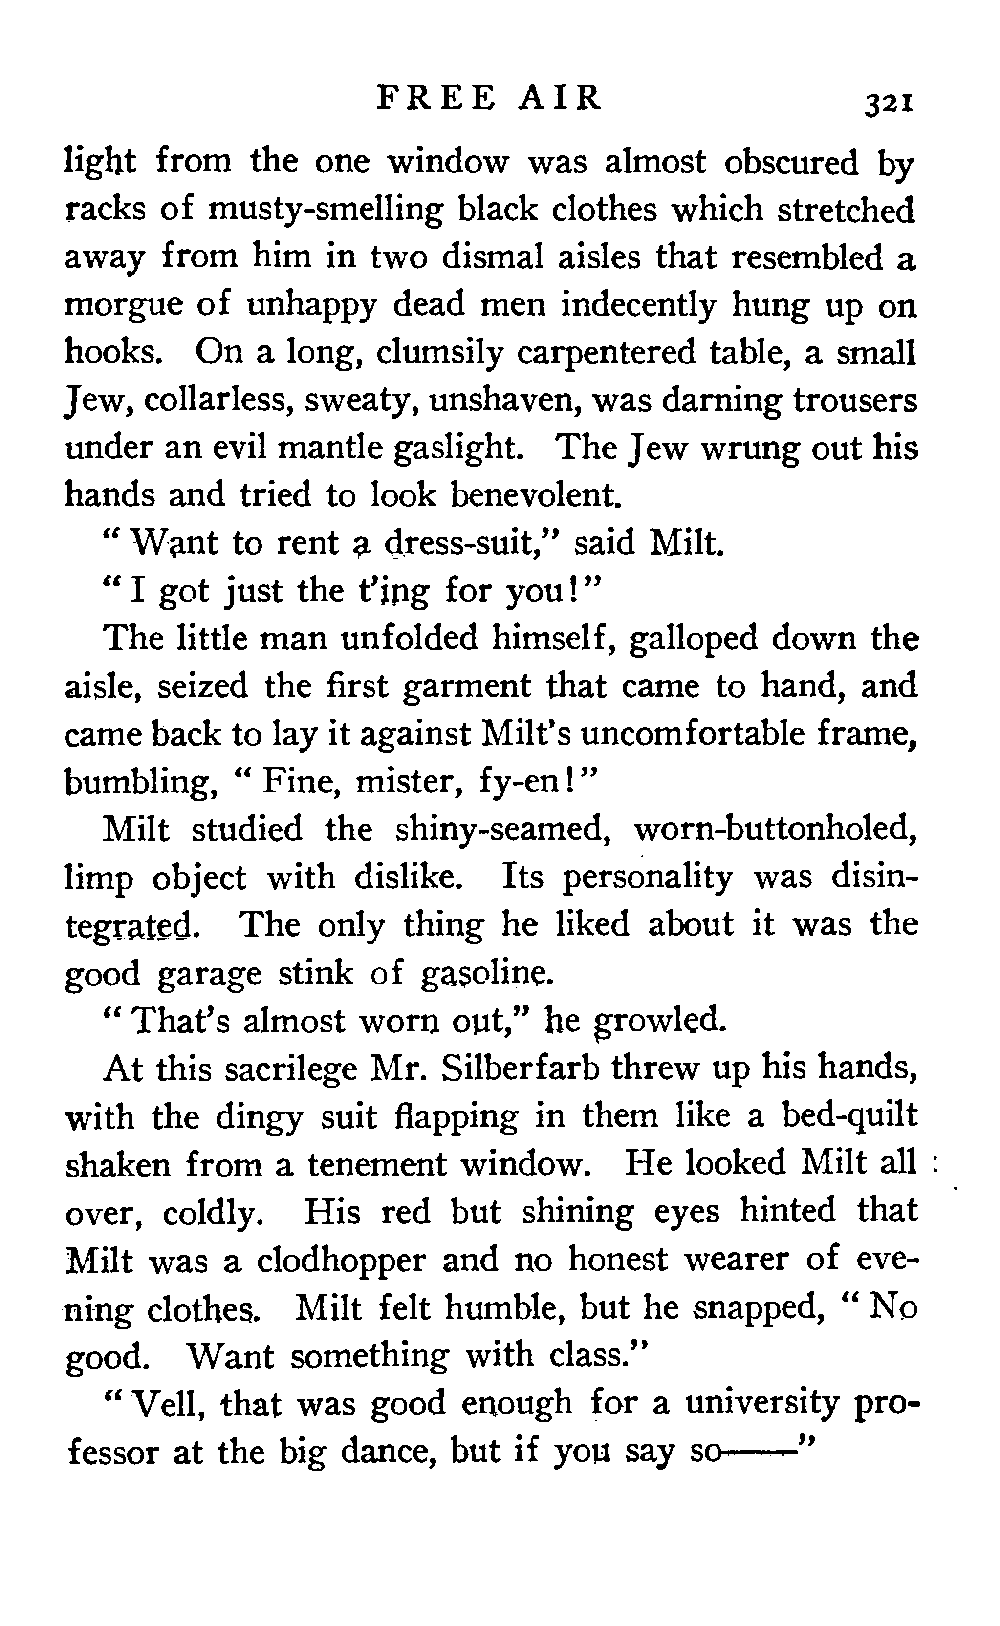 FREE AIR 321
light from the one window was almost obscured by
racks of musty-smelling black clothes which stretched
away from him in two dismal aisles that resembled a
morgue of unhappy dead men indecently hung up on
hooks. On a long, clumsily carpentered table, a small
Jew, collarless, sweaty, unshaven, was darning trousers
under an evil mantle gaslight. The Jew wrung out his
hands and tried to look benevolent.
“ Want to rent a dress-suit,” said Milt.
“ I got just the t’ing for you!”
The little man unfolded himself, galloped down the
aisle, seized the first garment that came to hand, and
came back to lay it against Milt’s uncomfortable frame,
bumbling, “ Fine, mister, fy-en!”
Milt studied the shiny-seamed, worn-buttonholed,
limp object with dislike. Its personality was disin-
tegrated. The only thing he liked about it was the
good garage stink of gasoline.
“ That’s almost worn out,” he growled.
At this sacrilege Mr. Silberfarb threw up his hands,
with the dingy suit flapping in them like a bed-quilt
shaken from a tenement window. He looked Milt all
over, coldly. His red but shining eyes hinted that
Milt was a clodhopper and no honest wearer of eve-
ning clothes. Milt felt humble, but he snapped, “ No
good. Want something with class.”
“ Vell, that was good enough for a university pro-
fessor at the big dance, but if you say so——”